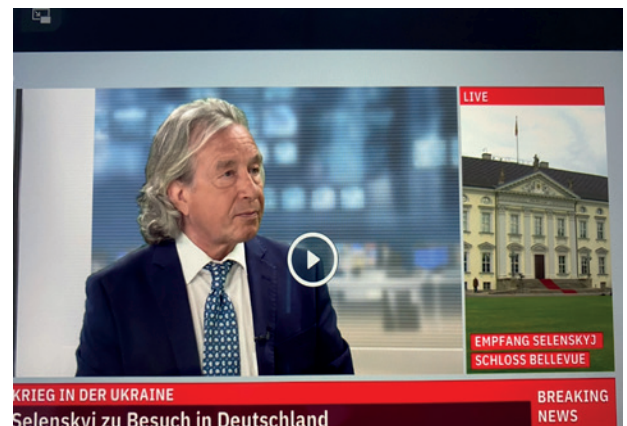 LIVE
EMPFANG SELENSKYJ
SCHLOSS BELLEVUE
KRIEG IN DER UKRAINE
Selenskyj zu Besuch in Deutschland
BREAKING
NEWS